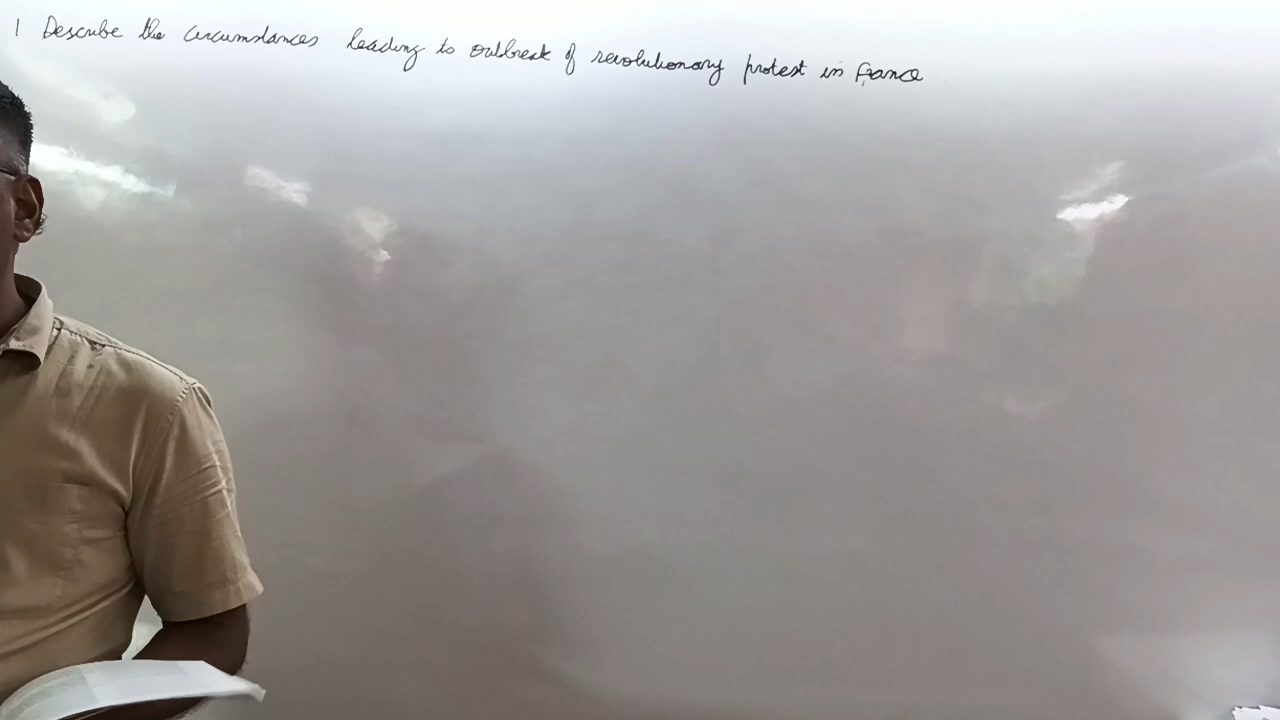 1 Describe the circumstances leading to outbreak of revolutionary protest in France